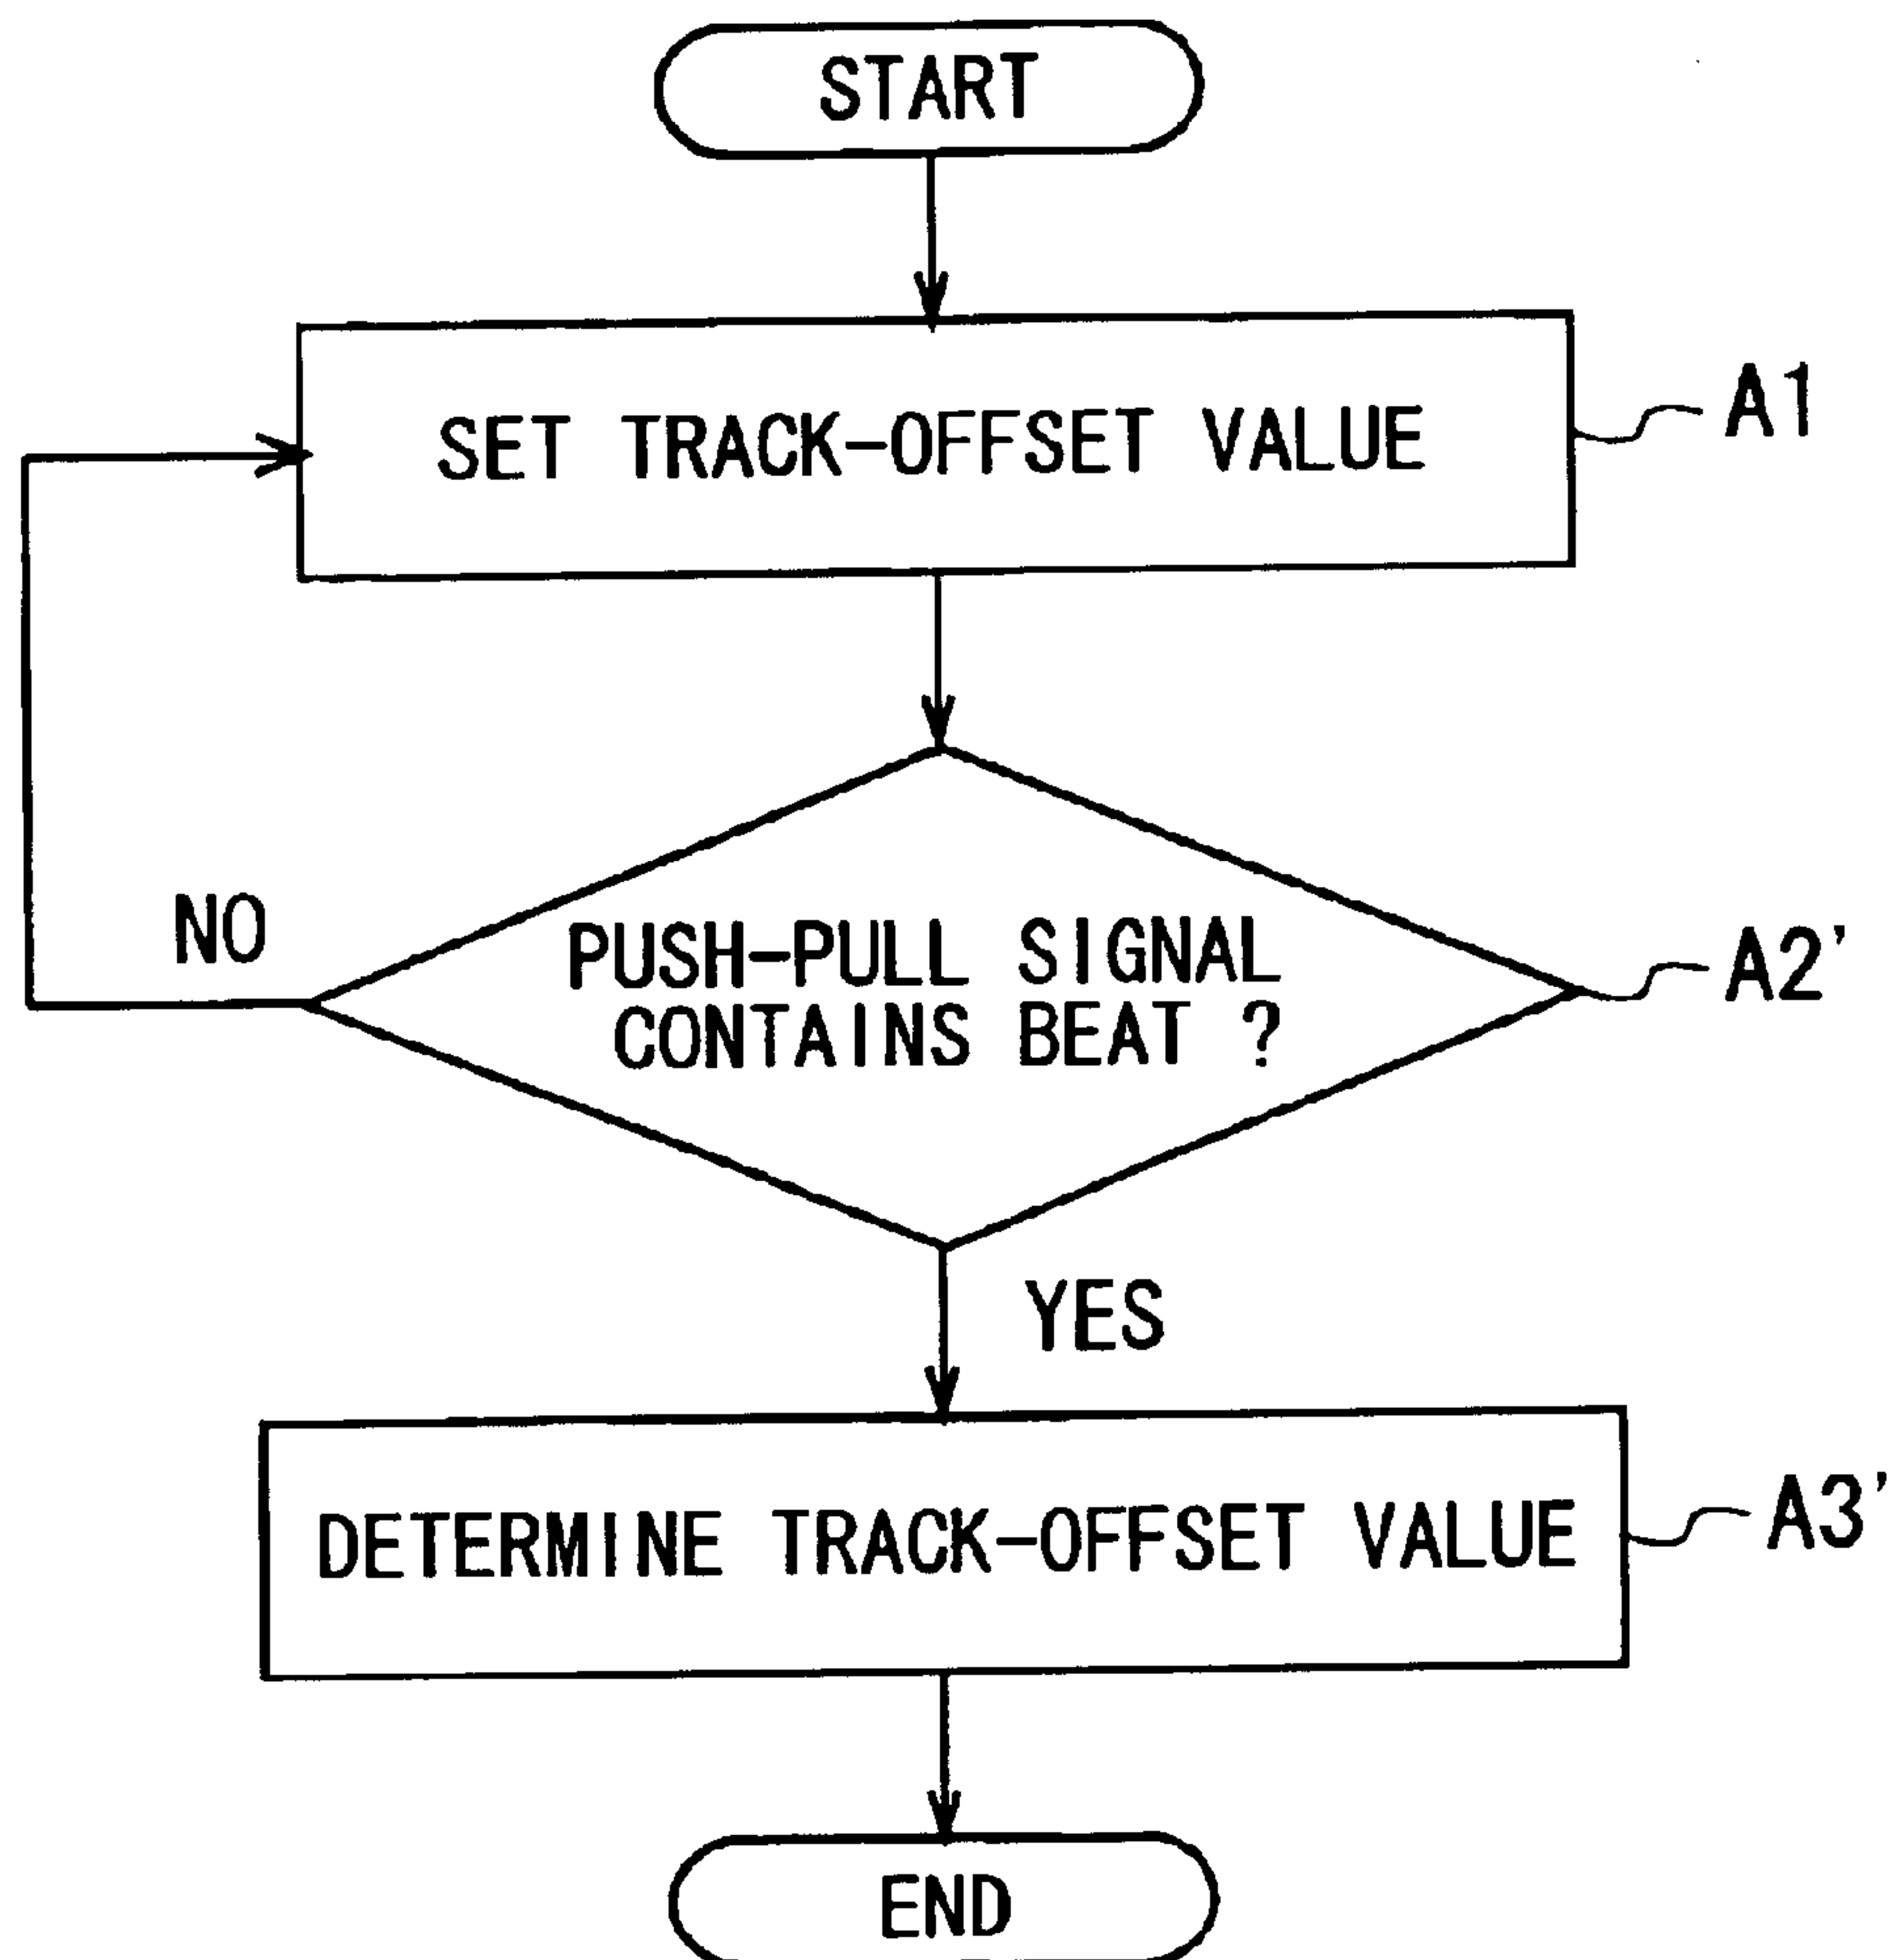 START
SET TRACK-OFFSET VALUE
A1
NO
PUSH-PULL SIGNAL
CONTAINS BEAT ?
A2'
YES
DETERMINE TRACK-OFFSET VALUE
A3'
END